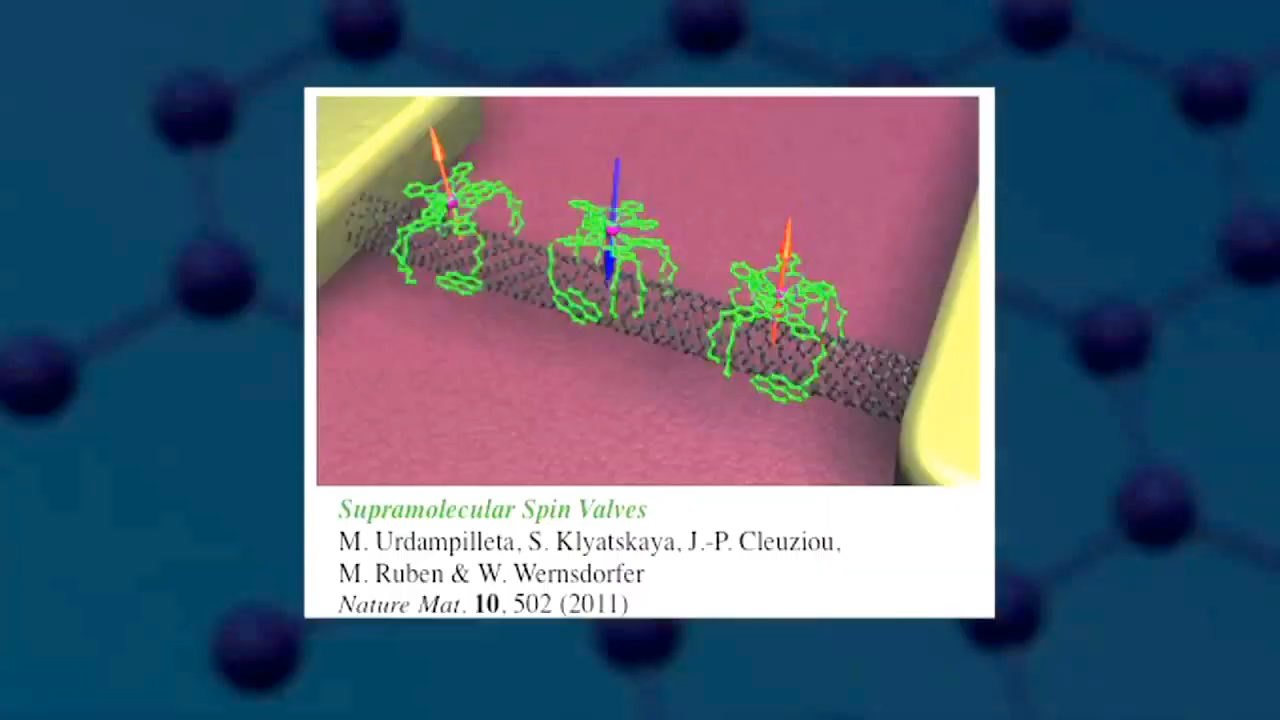 Supramolecular Spin Valves
M. Urdampilleta, S. Klyatskaya, J.-P. Cleuziou,
M. Ruben & W. Wernsdorfer
Nature Mat. 10, 502 (2011)